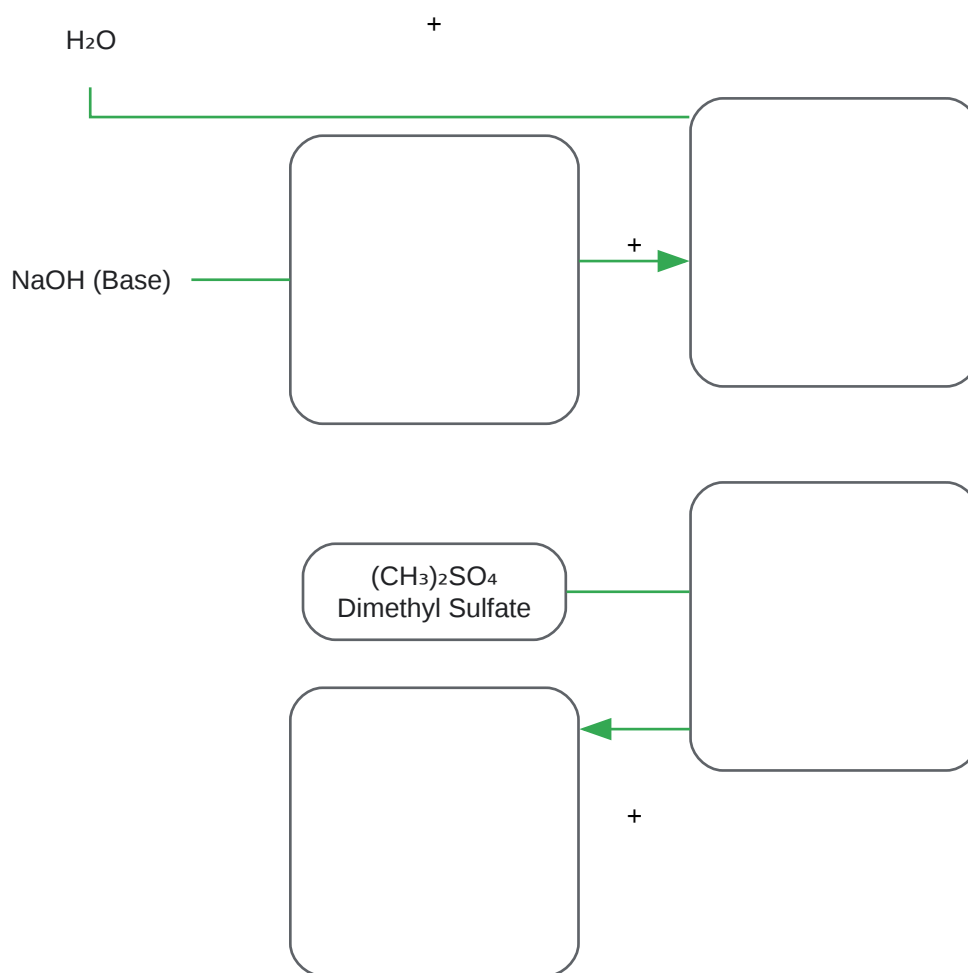 +
H₂O
+
NaOH (Base)
(CH₃)₂SO₄
Dimethyl Sulfate
+